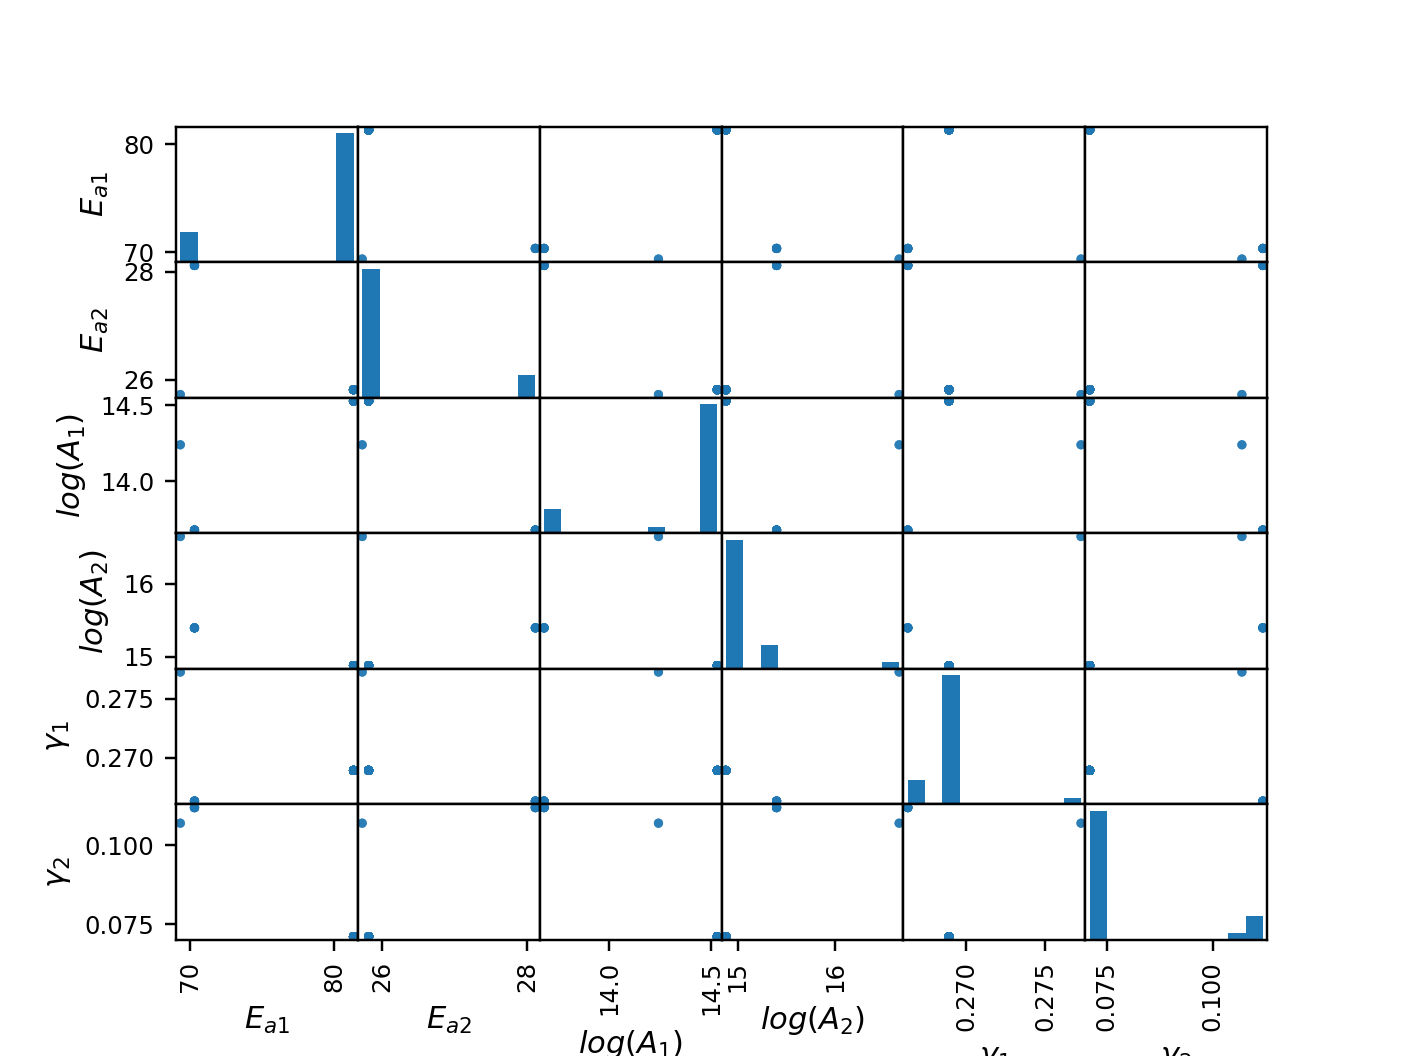 80
E_{a1}
70
28
E_{a2}
26
14.5
log(A_1)
14.0
16
log(A_2)
15
0.275
γ_1
0.270
0.100
γ_2
0.075
70 80 26 28 14.0 14.5 15 16 0.270 0.275 0.075 0.100
E_{a1} E_{a2} log(A_1) log(A_2) γ_1 γ_2